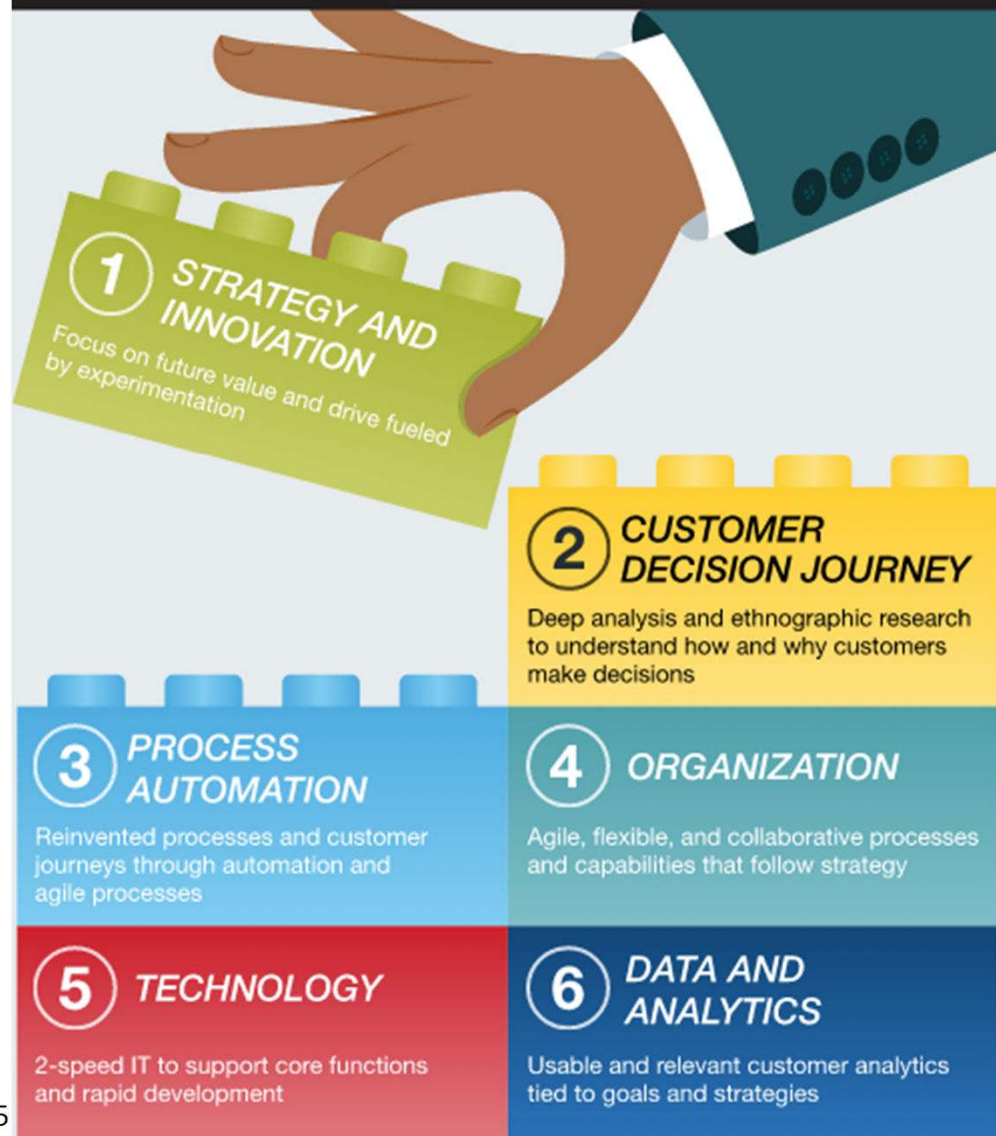 1
STRATEGY AND
INNOVATION
Focus on future value and drive fueled
by experimentation
2
CUSTOMER
DECISION JOURNEY
Deep analysis and ethnographic research
to understand how and why customers
make decisions
3
PROCESS
AUTOMATION
Reinvented processes and customer
journeys through automation and
agile processes
4
ORGANIZATION
Agile, flexible, and collaborative processes
and capabilities that follow strategy
5
TECHNOLOGY
2-speed IT to support core functions
and rapid development
6
DATA AND
ANALYTICS
Usable and relevant customer analytics
tied to goals and strategies
5